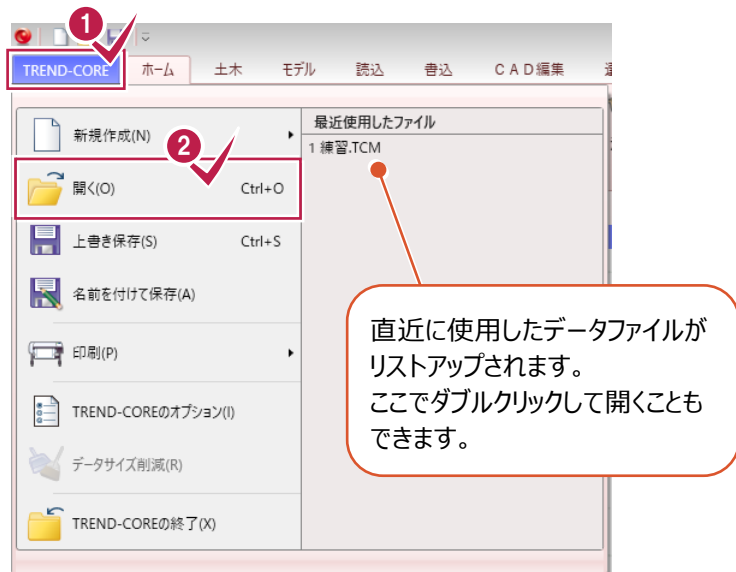 1
TREND-CORE ホーム 土木 モデル 読込 書込 CAD編集
新規作成(N)
2
開く(O) Ctrl+O
上書き保存(S) Ctrl+S
名前を付けて保存(A)
印刷(P)
TREND-COREのオプション(I)
データサイズ削減(R)
TREND-COREの終了(X)
最近使用したファイル
1 練習.TCM
直近に使用したデータファイルが
リストアップされます。
ここでダブルクリックして開くことも
できます。